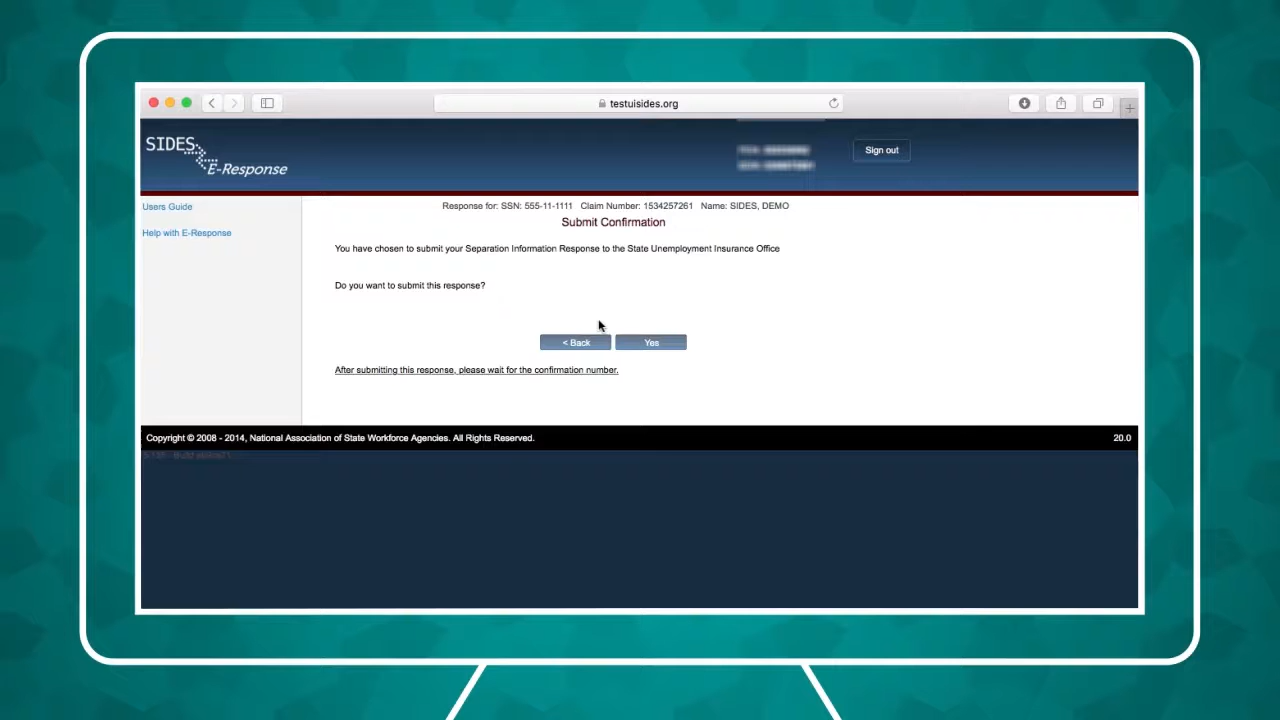 testuisides.org
SIDES
E-Response
Sign out
Users Guide
Help with E-Response
Response for: SSN: 555-11-1111 Claim Number: 1534257261 Name: SIDES, DEMO
Submit Confirmation
You have chosen to submit your Separation Information Response to the State Unemployment Insurance Office
Do you want to submit this response?
< Back Yes
After submitting this response, please wait for the confirmation number.
Copyright © 2008 - 2014, National Association of State Workforce Agencies. All Rights Reserved. 20.0